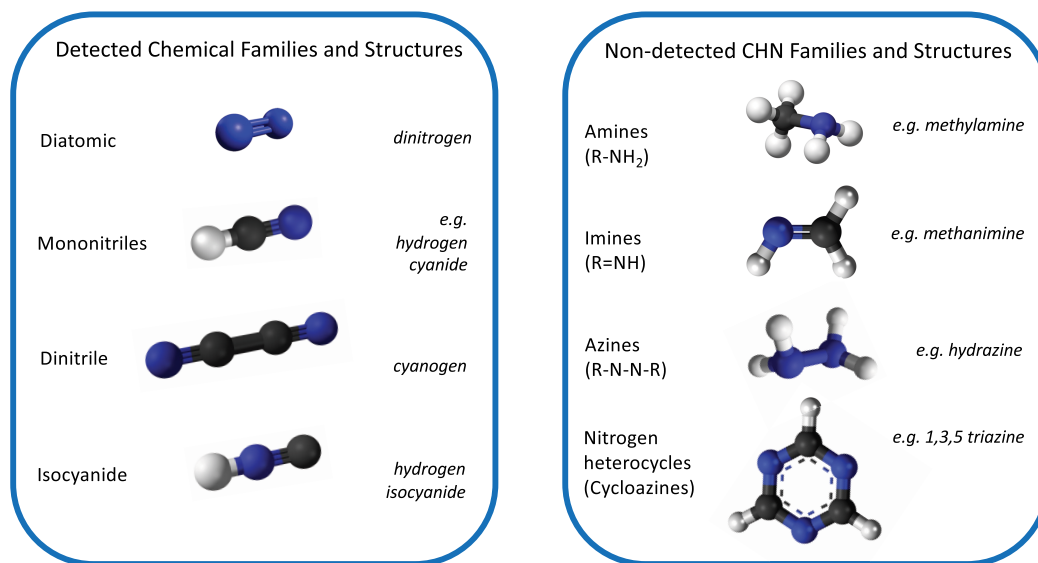 Detected Chemical Families and Structures
Diatomic
dinitrogen
Mononitriles
e.g.
hydrogen
cyanide
Dinitrile
cyanogen
Isocyanide
hydrogen
isocyanide
Non-detected CHN Families and Structures
Amines
(R-NH₂)
e.g. methylamine
Imines
(R=NH)
e.g. methanimine
Azines
(R-N-N-R)
e.g. hydrazine
Nitrogen
heterocycles
(Cycloazines)
e.g. 1,3,5 triazine